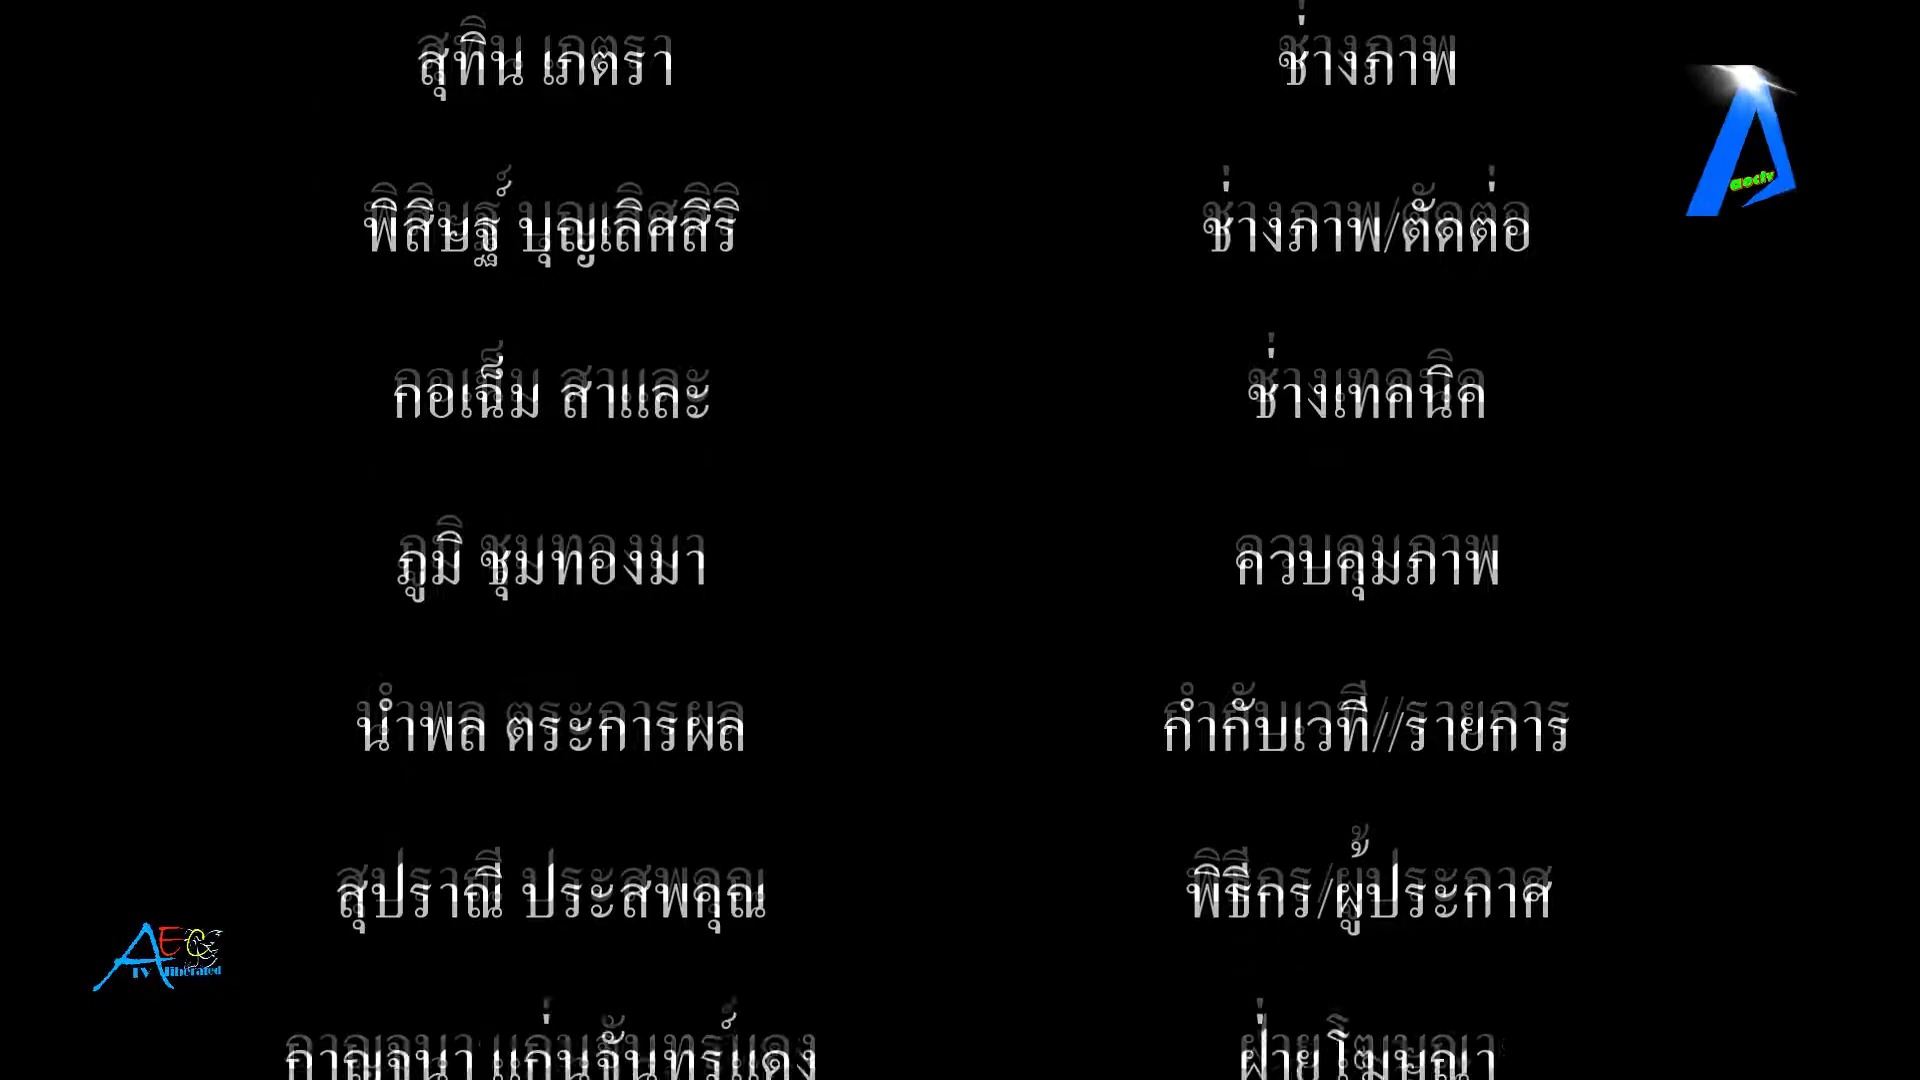 สุทิน เกตรา ช่างภาพ
aoctv
พิสิษฐ์ บุญเลิศสิริ ช่างภาพ/ตัดต่อ
กอเฉ็ม สาและ ช่างเทคนิค
ภูมิ ชุมทองมา ควบคุมภาพ
นำพล ตระการผล กำกับเวที//รายการ
สุปราณี ประสพคุณ พิธีกร/ผู้ประกาศ
AEC
TV liberated
กาญจนา แก่นจันทร์แดง ฝ่ายโฆษณา